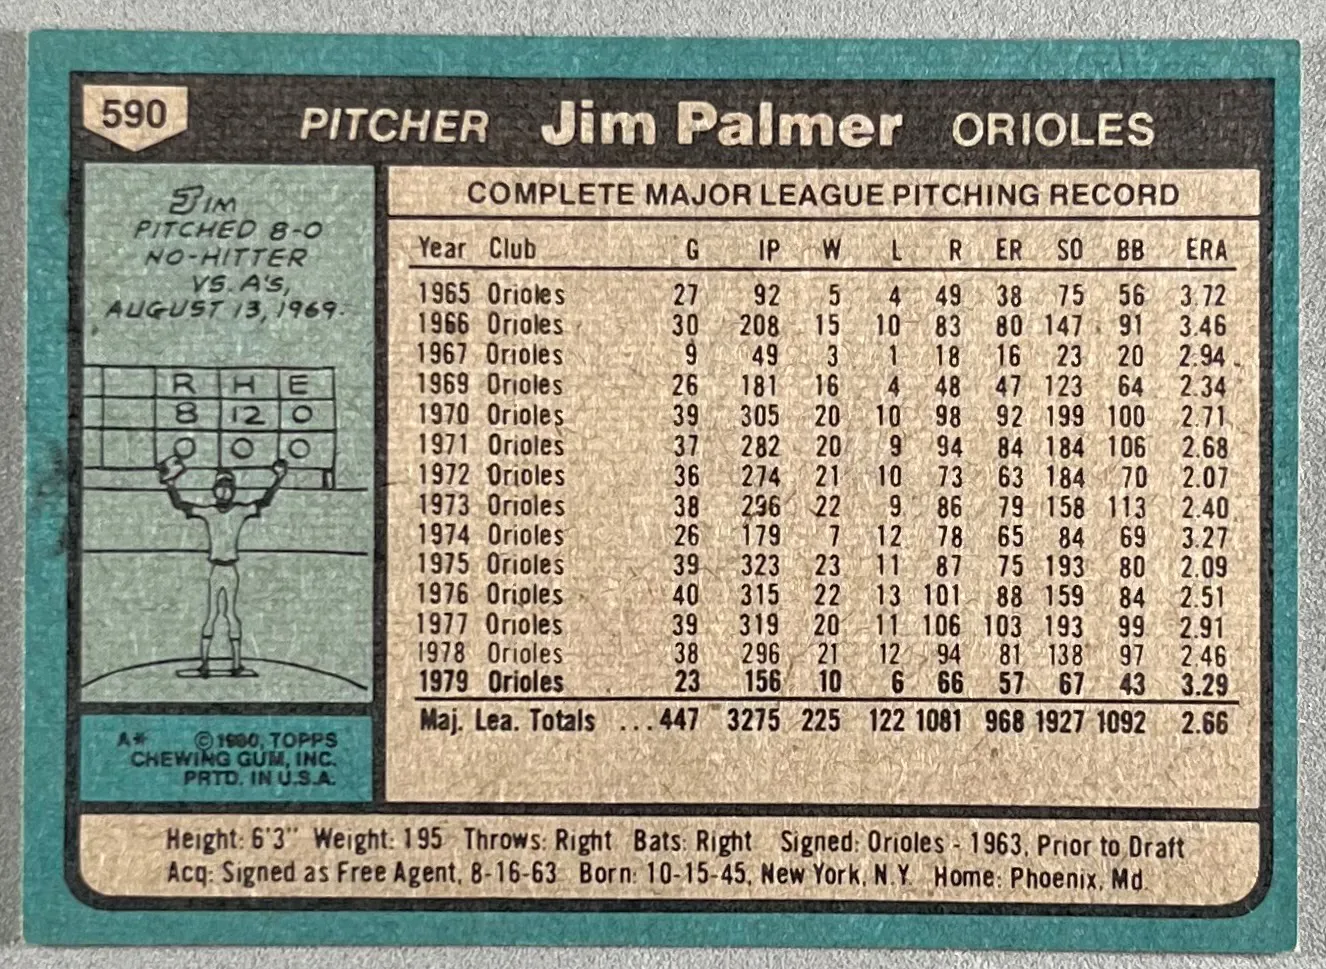 590 PITCHER Jim Palmer ORIOLES
JIM
PITCHED 8-0
NO-HITTER
VS. A's,
AUGUST 13, 1969.
R H E
8 12 0
0 0 0
A* © 1980, TOPPS
CHEWING GUM, INC.
PRTD. IN U.S.A.
COMPLETE MAJOR LEAGUE PITCHING RECORD
Year Club G IP W L R ER SO BB ERA
1965 Orioles 27 92 5 4 49 38 75 56 3.72
1966 Orioles 30 208 15 10 83 80 147 91 3.46
1967 Orioles 9 49 3 1 18 16 23 20 2.94
1969 Orioles 26 181 16 4 48 47 123 64 2.34
1970 Orioles 39 305 20 10 98 92 199 100 2.71
1971 Orioles 37 282 20 9 94 84 184 106 2.68
1972 Orioles 36 274 21 10 73 63 184 70 2.07
1973 Orioles 38 296 22 9 86 79 158 113 2.40
1974 Orioles 26 179 7 12 78 65 84 69 3.27
1975 Orioles 39 323 23 11 87 75 193 80 2.09
1976 Orioles 40 315 22 13 101 88 159 84 2.51
1977 Orioles 39 319 20 11 106 103 193 99 2.91
1978 Orioles 38 296 21 12 94 81 138 97 2.46
1979 Orioles 23 156 10 6 66 57 67 43 3.29
Maj. Lea. Totals ...447 3275 225 122 1081 968 1927 1092 2.66
Height: 6'3" Weight: 195 Throws: Right Bats: Right Signed: Orioles - 1963, Prior to Draft
Acq: Signed as Free Agent, 8-16-63 Born: 10-15-45, New York, N.Y. Home: Phoenix, Md.